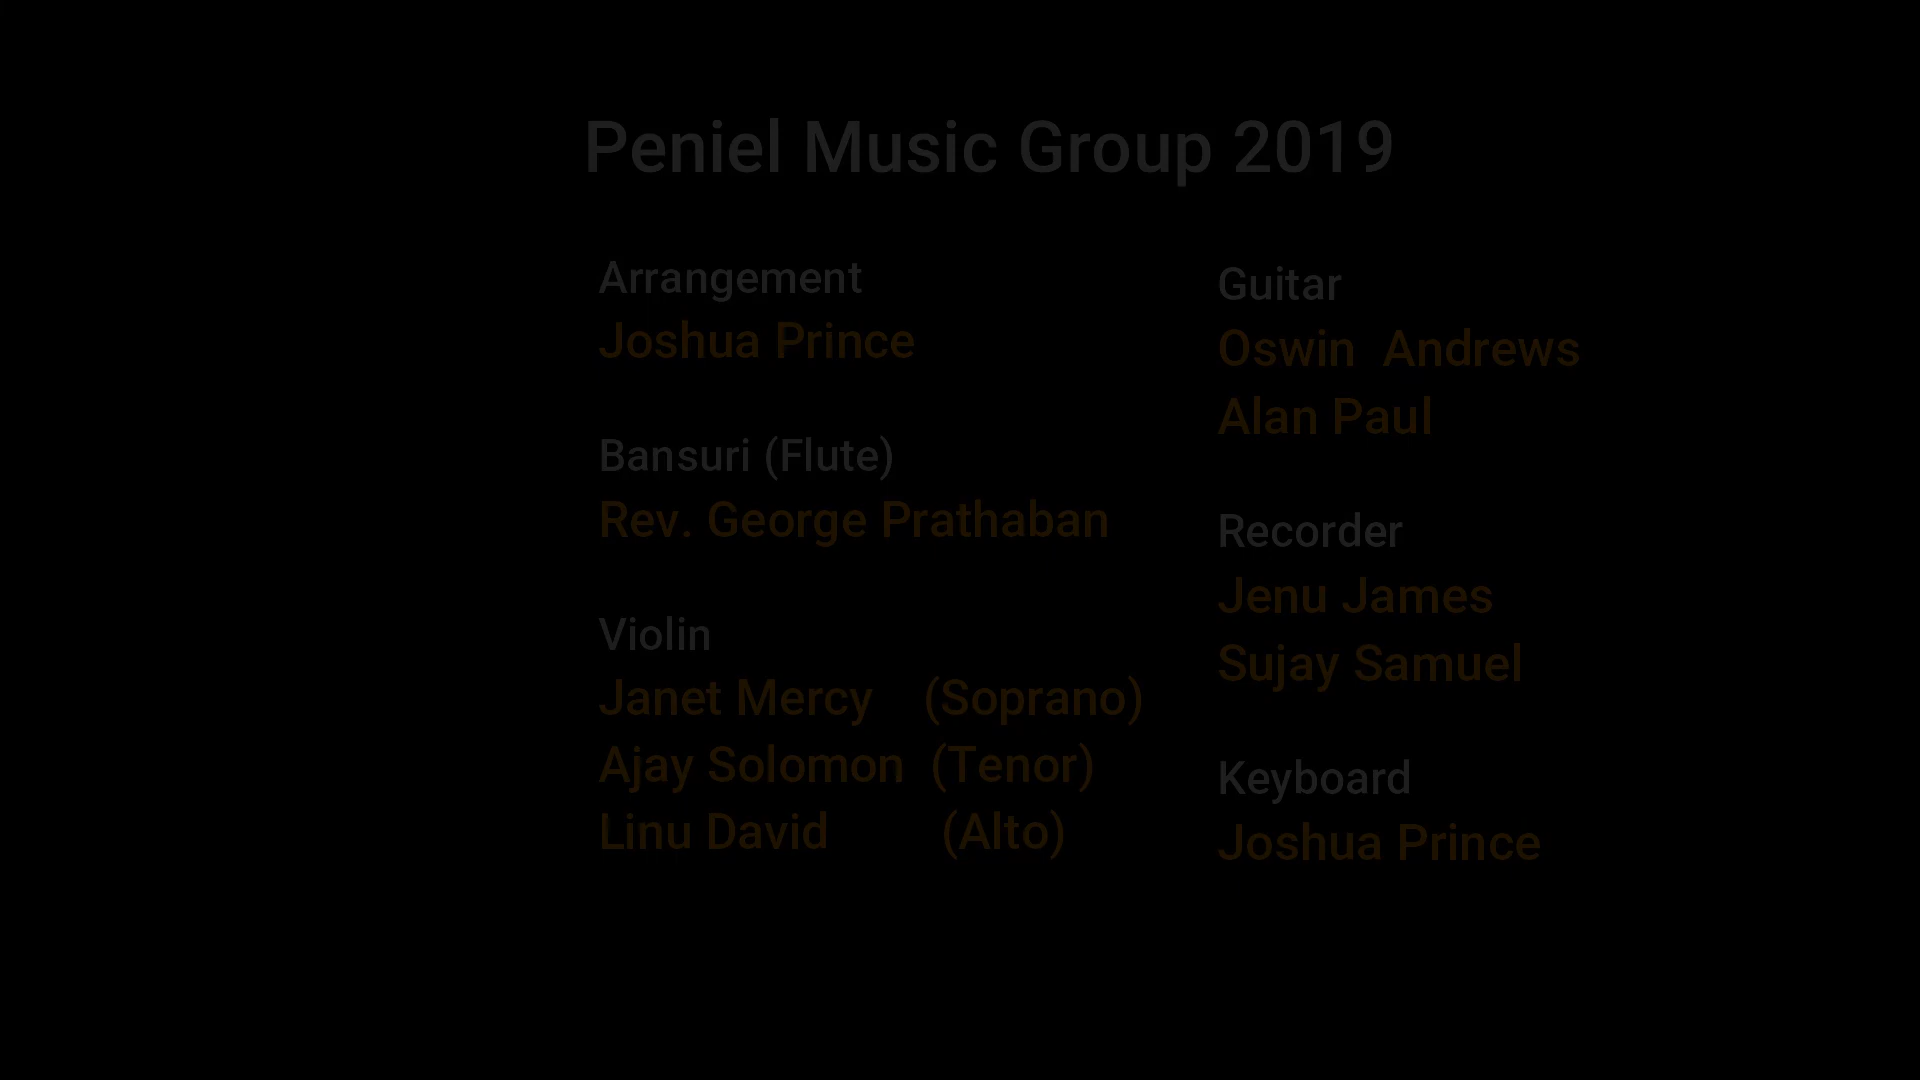 Peniel Music Group 2019
Arrangement
Joshua Prince
Bansuri (Flute)
Rev. George Prathaban
Violin
Janet Mercy (Soprano)
Ajay Solomon (Tenor)
Linu David (Alto)
Guitar
Oswin Andrews
Alan Paul
Recorder
Jenu James
Sujay Samuel
Keyboard
Joshua Prince